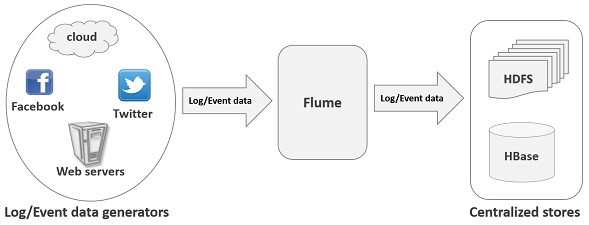 cloud
Facebook
Twitter
Web servers
Log/Event data generators
Log/Event data
Flume
Log/Event data
HDFS
HBase
Centralized stores